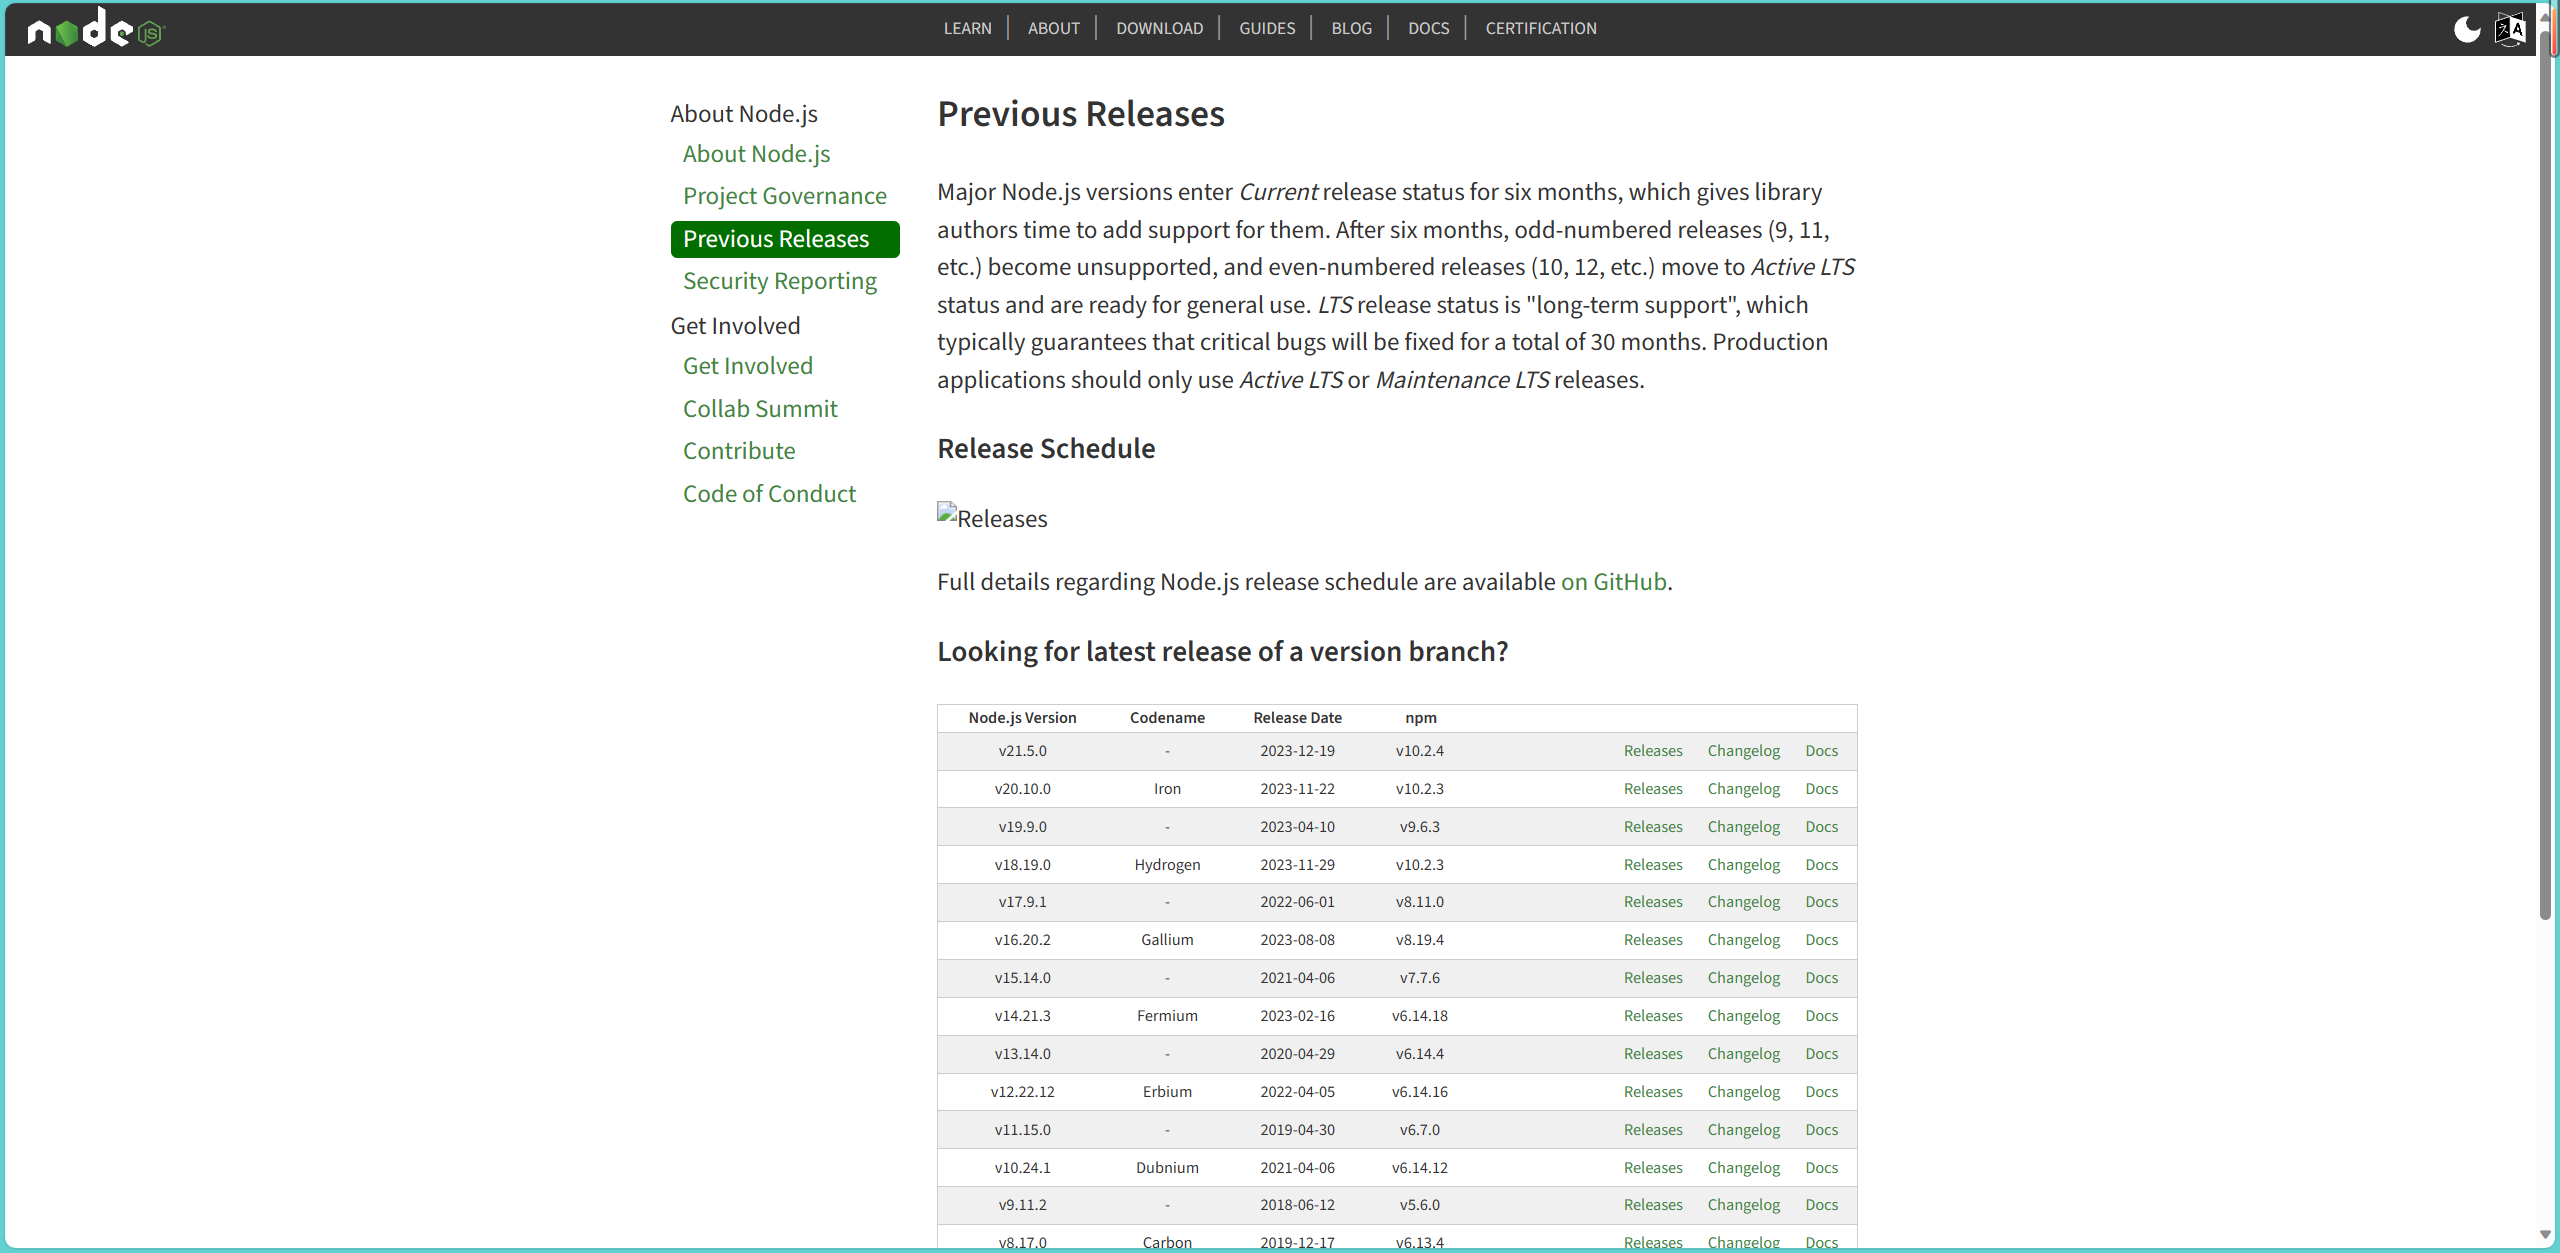 node JS
LEARN | ABOUT | DOWNLOAD | GUIDES | BLOG | DOCS | CERTIFICATION
About Node.js
About Node.js
Project Governance
Previous Releases
Security Reporting
Get Involved
Get Involved
Collab Summit
Contribute
Code of Conduct
Previous Releases
Major Node.js versions enter Current release status for six months, which gives library
authors time to add support for them. After six months, odd-numbered releases (9, 11,
etc.) become unsupported, and even-numbered releases (10, 12, etc.) move to Active LTS
status and are ready for general use. LTS release status is "long-term support", which
typically guarantees that critical bugs will be fixed for a total of 30 months. Production
applications should only use Active LTS or Maintenance LTS releases.
Release Schedule
Releases
Full details regarding Node.js release schedule are available on GitHub.
Looking for latest release of a version branch?
Node.js Version Codename Release Date npm
v21.5.0 - 2023-12-19 v10.2.4 Releases Changelog Docs
v20.10.0 Iron 2023-11-22 v10.2.3 Releases Changelog Docs
v19.9.0 - 2023-04-10 v9.6.3 Releases Changelog Docs
v18.19.0 Hydrogen 2023-11-29 v10.2.3 Releases Changelog Docs
v17.9.1 - 2022-06-01 v8.11.0 Releases Changelog Docs
v16.20.2 Gallium 2023-08-08 v8.19.4 Releases Changelog Docs
v15.14.0 - 2021-04-06 v7.7.6 Releases Changelog Docs
v14.21.3 Fermium 2023-02-16 v6.14.18 Releases Changelog Docs
v13.14.0 - 2020-04-29 v6.14.4 Releases Changelog Docs
v12.22.12 Erbium 2022-04-05 v6.14.16 Releases Changelog Docs
v11.15.0 - 2019-04-30 v6.7.0 Releases Changelog Docs
v10.24.1 Dubnium 2021-04-06 v6.14.12 Releases Changelog Docs
v9.11.2 - 2018-06-12 v5.6.0 Releases Changelog Docs
v8.17.0 Carbon 2019-12-17 v6.13.4 Releases Changelog Docs